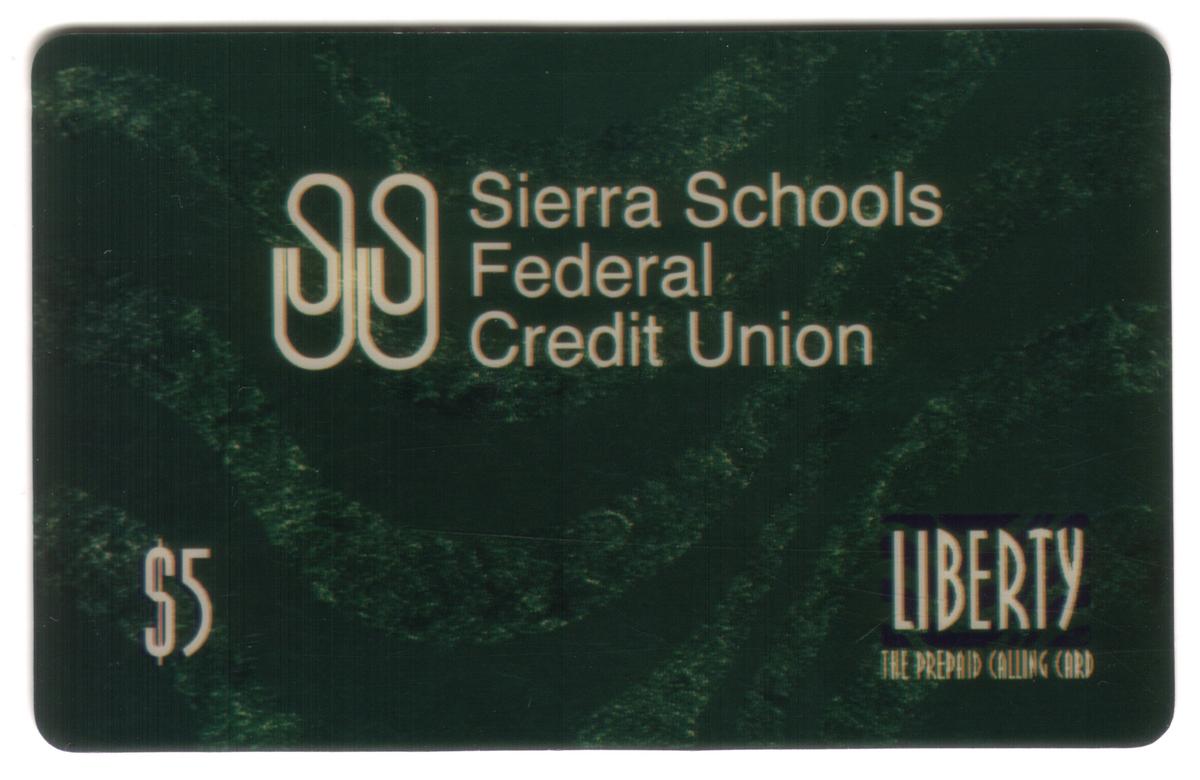 Sierra Schools
Federal
Credit Union
$5
LIBERTY
THE PREPAID CALLING CARD